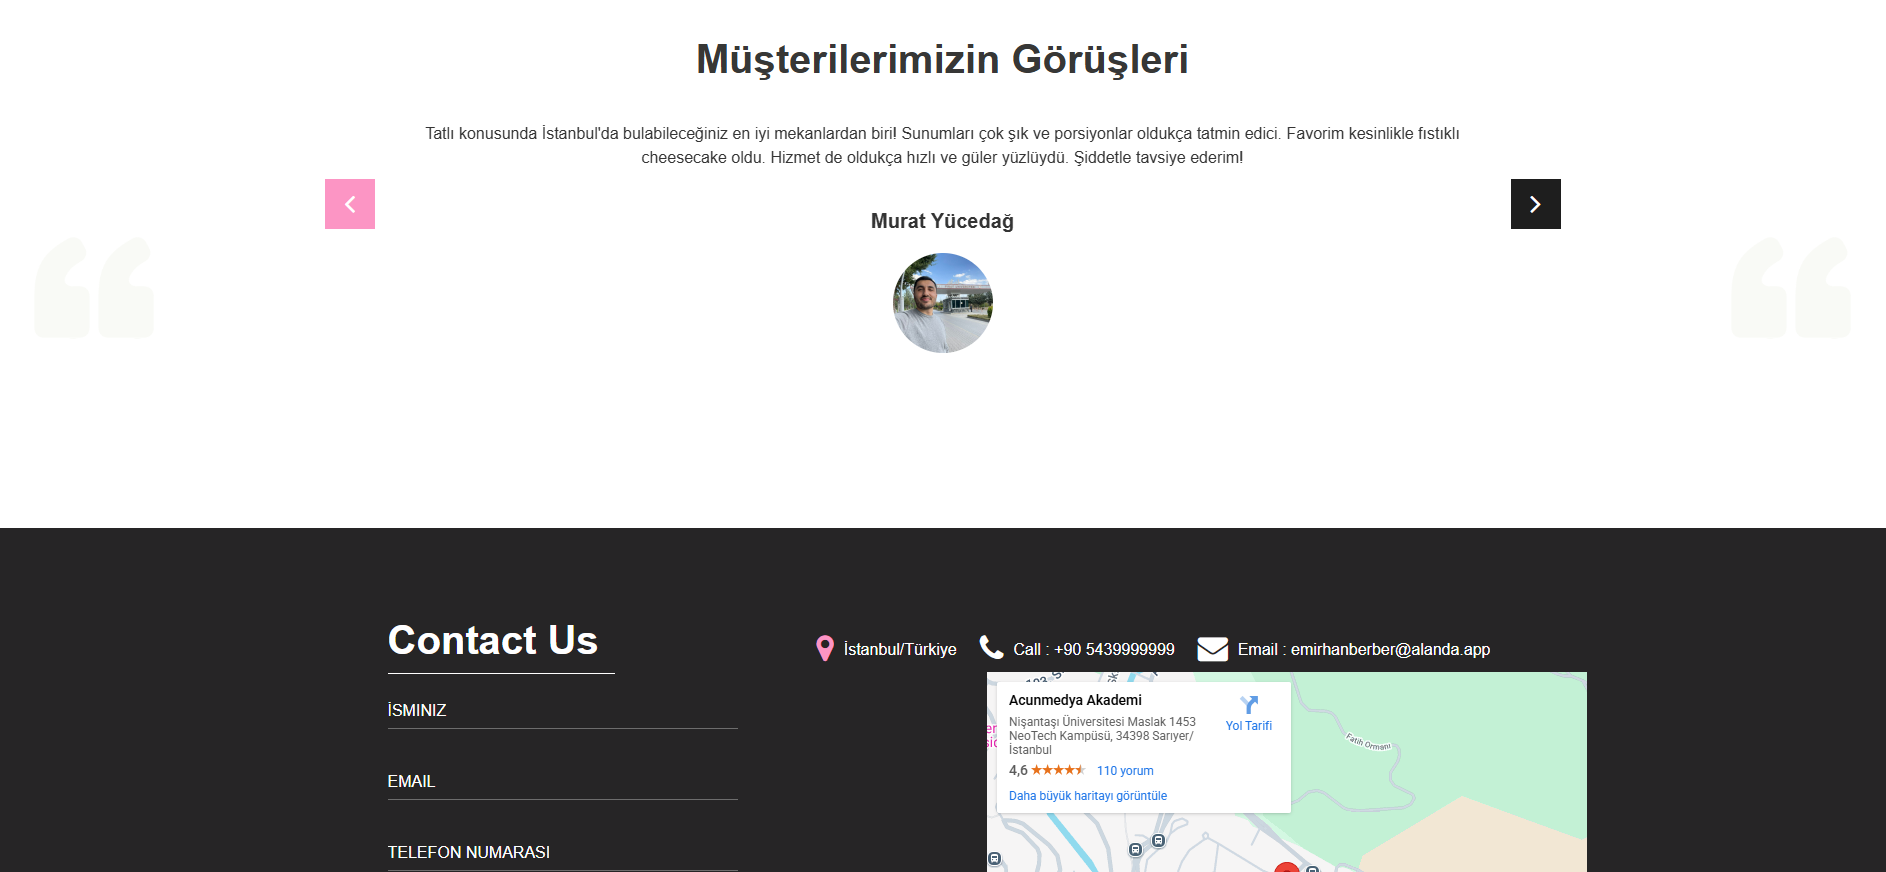 Müşterilerimizin Görüşleri
Tatlı konusunda İstanbul'da bulabileceğiniz en iyi mekanlardan biri! Sunumları çok şık ve porsiyonlar oldukça tatmin edici. Favorim kesinlikle fıstıklı
cheesecake oldu. Hizmet de oldukça hızlı ve güler yüzlüydü. Şiddetle tavsiye ederim!
Murat Yücedağ
Contact Us
İSMINIZ
EMAIL
TELEFON NUMARASI
İstanbul/Türkiye
Call : +90 5439999999
Email : emirhanberber@alanda.app
Acunmedya Akademi
Nişantaşı Üniversitesi Maslak 1453
NeoTech Kampüsü, 34398 Sarıyer/
İstanbul
4,6
110 yorum
Daha büyük haritayı görüntüle
Yol Tarifi
Fatih Ormanı